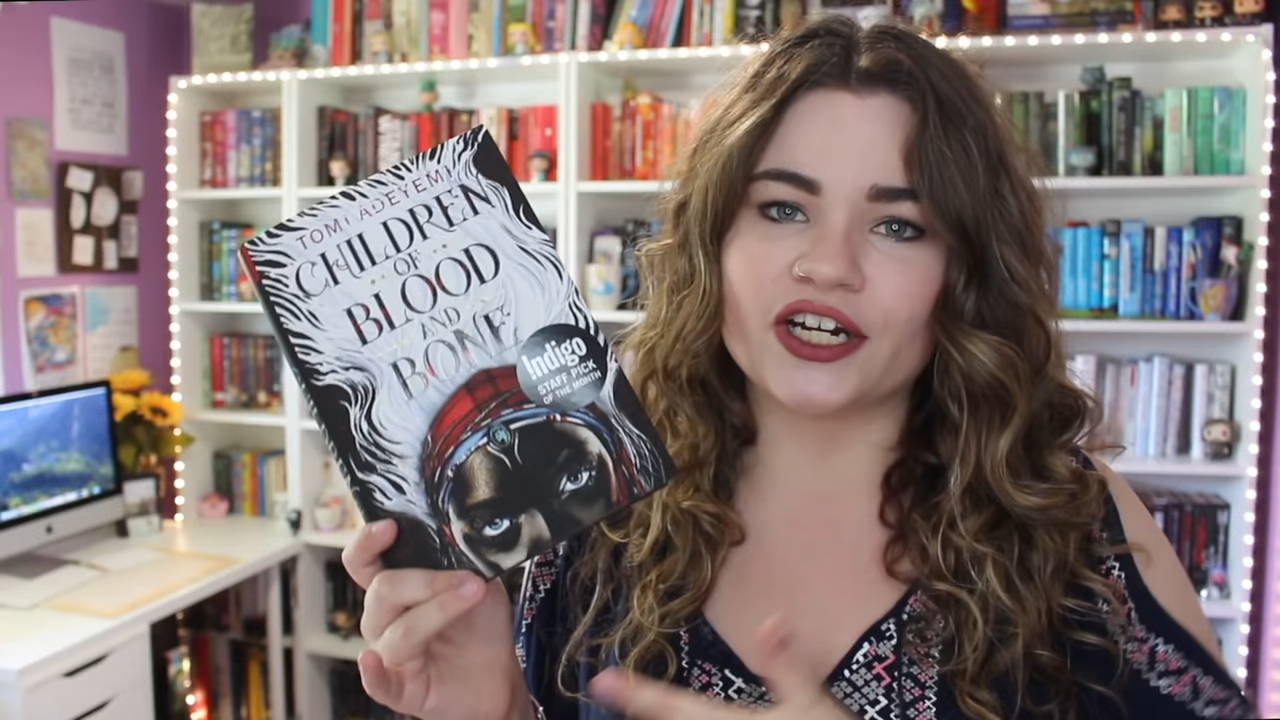 TOMI ADEYEMI
CHILDREN
OF
BLOOD
AND
BONE
Indigo
STAFF PICK
OF THE MONTH